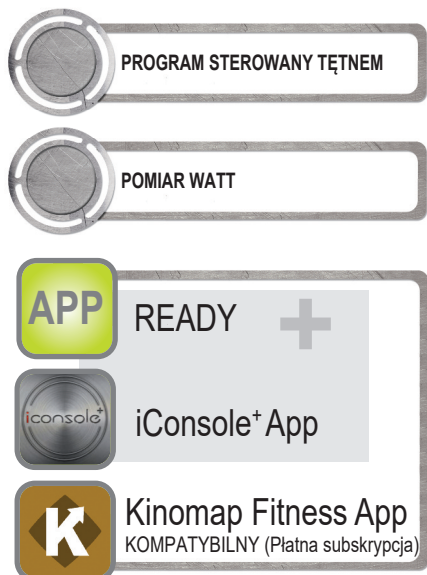 PROGRAM STEROWANY TĘTNEM
POMIAR WATT
APP READY +
iconsole+
iConsole+ App
K
Kinomap Fitness App
KOMPATYBILNY (Płatna subskrypcja)